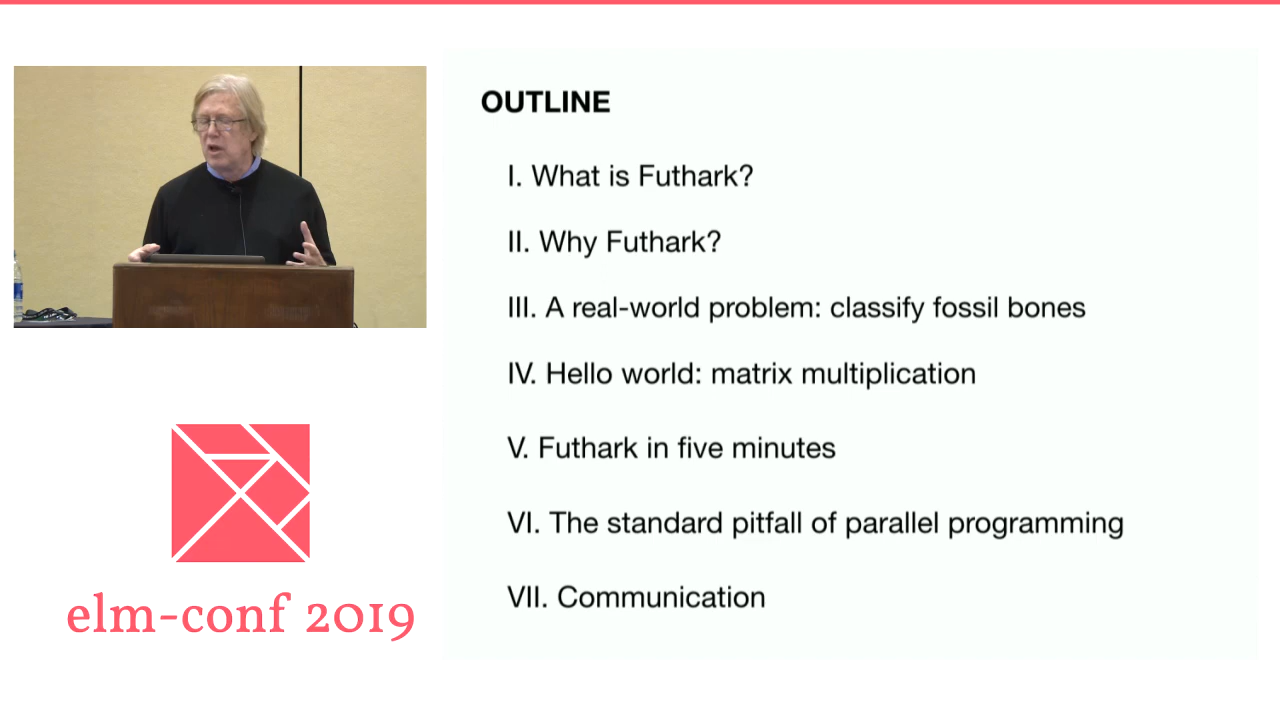 OUTLINE
I. What is Futhark?
II. Why Futhark?
III. A real-world problem: classify fossil bones
IV. Hello world: matrix multiplication
V. Futhark in five minutes
VI. The standard pitfall of parallel programming
VII. Communication
elm-conf 2019